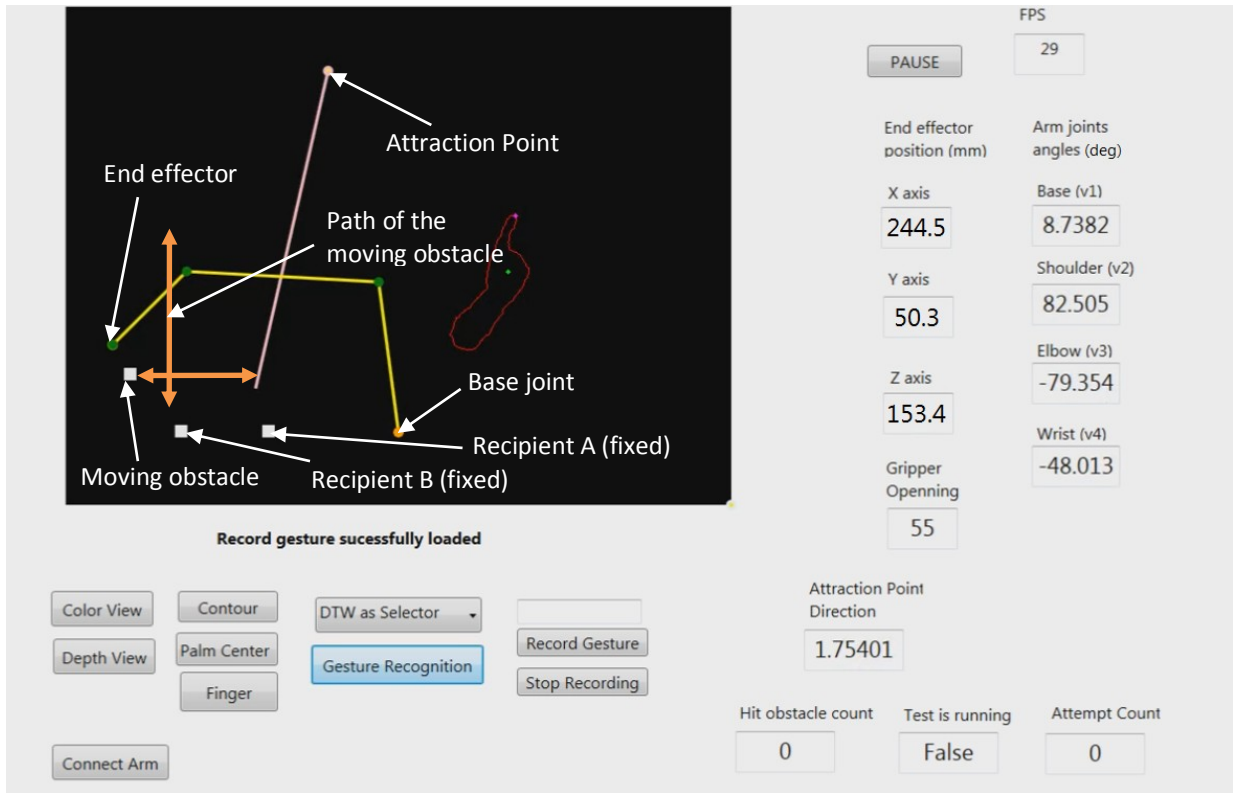 FPS
29
PAUSE
Attraction Point
End effector
Path of the
moving obstacle
Base joint
Recipient A (fixed)
Moving obstacle
Recipient B (fixed)
End effector
position (mm)
Arm joints
angles (deg)
X axis
244.5
Base (v1)
8.7382
Y axis
50.3
Shoulder (v2)
82.505
Z axis
153.4
Elbow (v3)
-79.354
Wrist (v4)
-48.013
Gripper
Openning
55
Record gesture sucessfully loaded
Color View
Contour
DTW as Selector
Depth View
Palm Center
Gesture Recognition
Record Gesture
Finger
Stop Recording
Connect Arm
Attraction Point
Direction
1.75401
Hit obstacle count
Test is running
Attempt Count
0
False
0